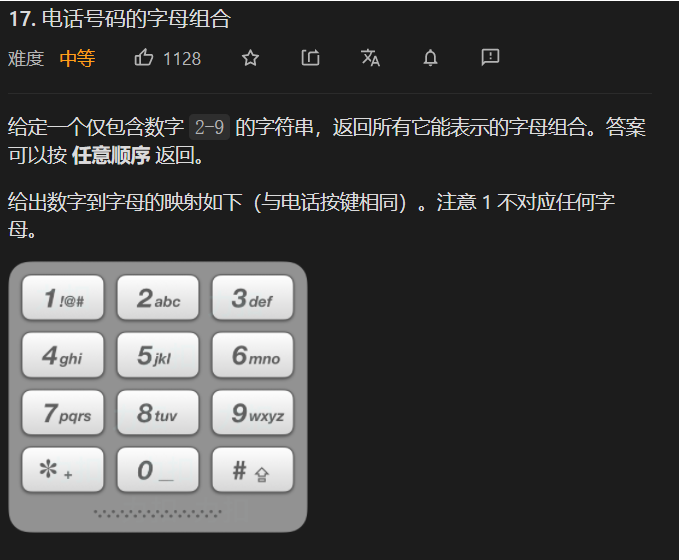 17. 电话号码的字母组合
难度 中等 1128
给定一个仅包含数字 2-9 的字符串，返回所有它能表示的字母组合。答案
可以按 任意顺序 返回。
给出数字到字母的映射如下（与电话按键相同）。注意 1 不对应任何字
母。
1 !@# 2 abc 3 def
4 ghi 5 jkl 6 mno
7 pqrs 8 tuv 9 wxyz
* + 0 _ #